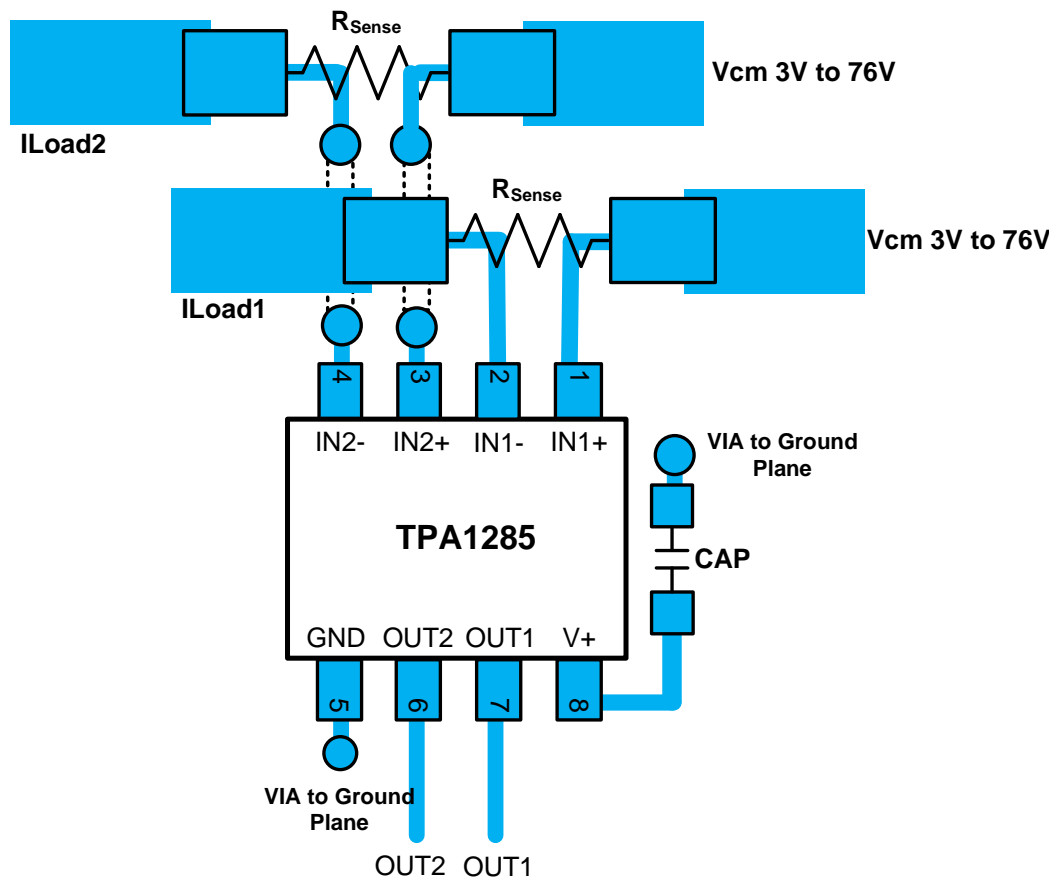 RSense
Vcm 3V to 76V
ILoad2
RSense
Vcm 3V to 76V
ILoad1
4 3 2 1
IN2- IN2+ IN1- IN1+
VIA to Ground
Plane
TPA1285
CAP
GND OUT2 OUT1 V+
5 6 7 8
VIA to Ground
Plane
OUT2 OUT1